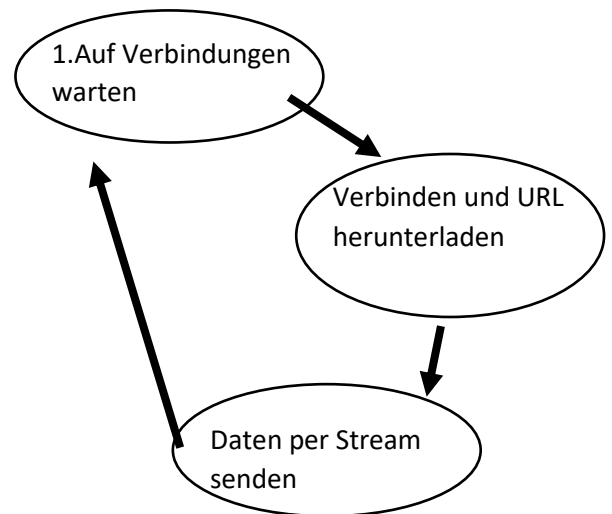 1.Auf Verbindungen
warten
Verbinden und URL
herunterladen
Daten per Stream
senden